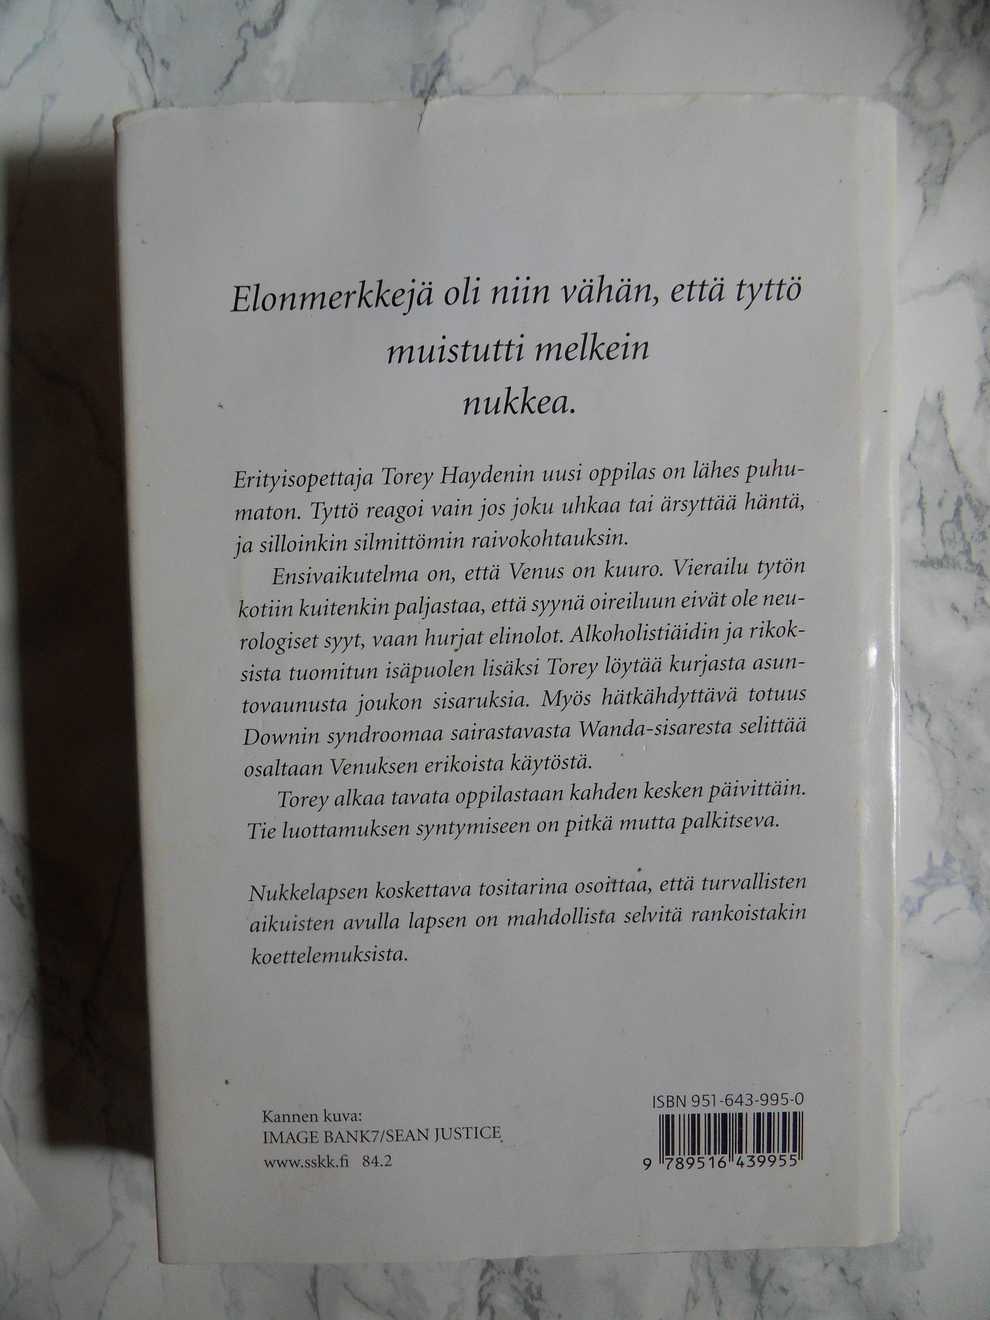 Elonmerkkejä oli niin vähän, että tyttö
muistutti melkein
nukkea.
Erityisopettaja Torey Haydenin uusi oppilas on lähes puhu-
maton. Tyttö reagoi vain jos joku uhkaa tai ärsyttää häntä,
ja silloinkin silmittömin raivokohtauksin.
Ensivaikutelma on, että Venus on kuuro. Vierailu tytön
kotiin kuitenkin paljastaa, että syynä oireiluun eivät ole neu-
rologiset syyt, vaan hurjat elinolot. Alkoholistiäidin ja rikok-
sista tuomitun isäpuolen lisäksi Torey löytää kurjasta asun-
tovaunusta joukon sisaruksia. Myös hätkähdyttävä totuus
Downin syndroomaa sairastavasta Wanda-sisaresta selittää
osaltaan Venuksen erikoista käytöstä.
Torey alkaa tavata oppilastaan kahden kesken päivittäin.
Tie luottamuksen syntymiseen on pitkä mutta palkitseva.
Nukkelapsen koskettava tositarina osoittaa, että turvallisten
aikuisten avulla lapsen on mahdollista selvitä rankoistakin
koettelemuksista.
Kannen kuva:
IMAGE BANK7/SEAN JUSTICE
www.sskk.fi 84.2
ISBN 951-643-995-0
9 789516 439955